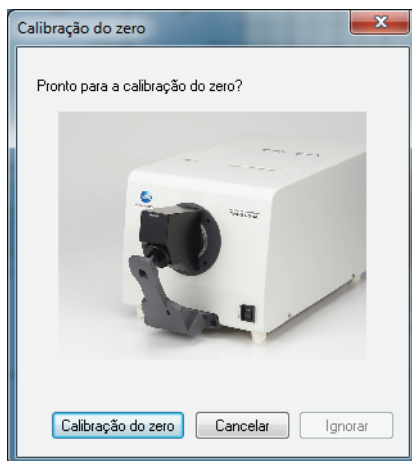 Calibração do zero
Pronto para a calibração do zero?
Calibração do zero
Cancelar
Ignorar